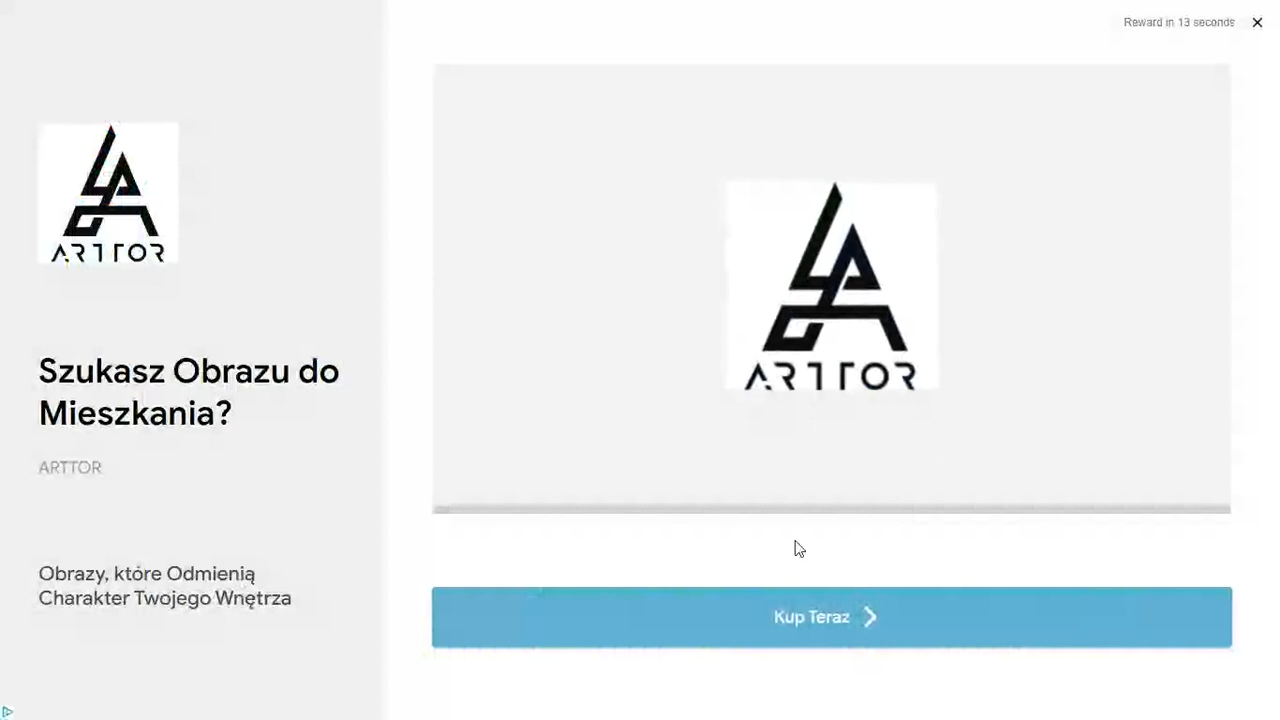 Reward in 13 seconds
ARTTOR
Szukasz Obrazu do
Mieszkania?
ARTTOR
Obrazy, które Odmienią
Charakter Twojego Wnętrza
ARTTOR
Kup Teraz